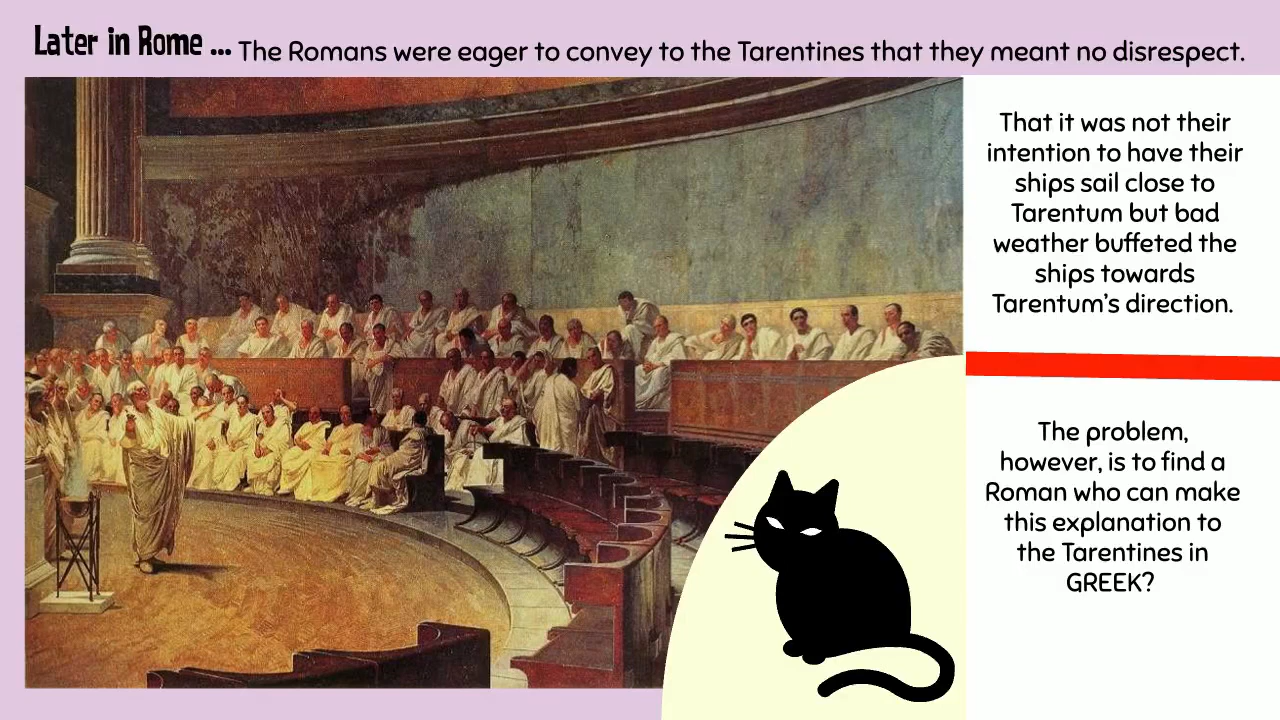 Later in Rome ... The Romans were eager to convey to the Tarentines that they meant no disrespect.
That it was not their
intention to have their
ships sail close to
Tarentum but bad
weather buffeted the
ships towards
Tarentum's direction.
The problem,
however, is to find a
Roman who can make
this explanation to
the Tarentines in
GREEK?